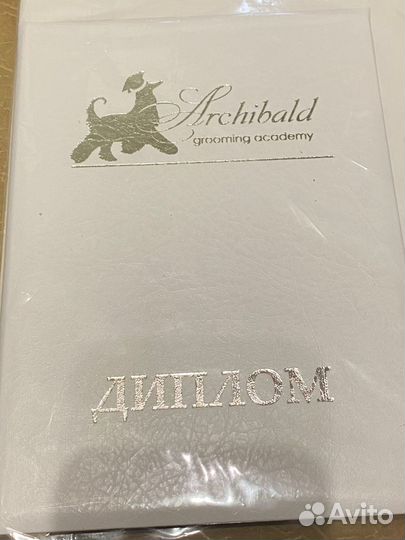 Archibald
grooming academy
ДИПЛОМ
Avito